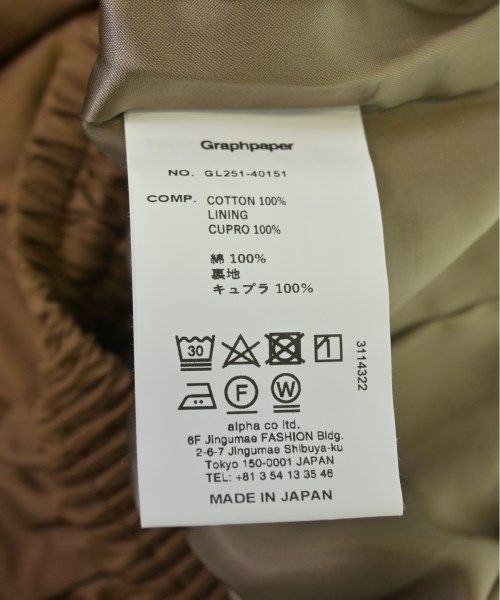 Graphpaper
NO. GL251-40151
COMP. COTTON 100%
LINING
CUPRO 100%
綿 100%
裏地
キュプラ 100%
30
F W
3114322
alpha co ltd.
6F Jingumae FASHION Bldg.
2-6-7 Jingumae Shibuya-ku
Tokyo 150-0001 JAPAN
TEL: +81 3 54 13 35 46
MADE IN JAPAN